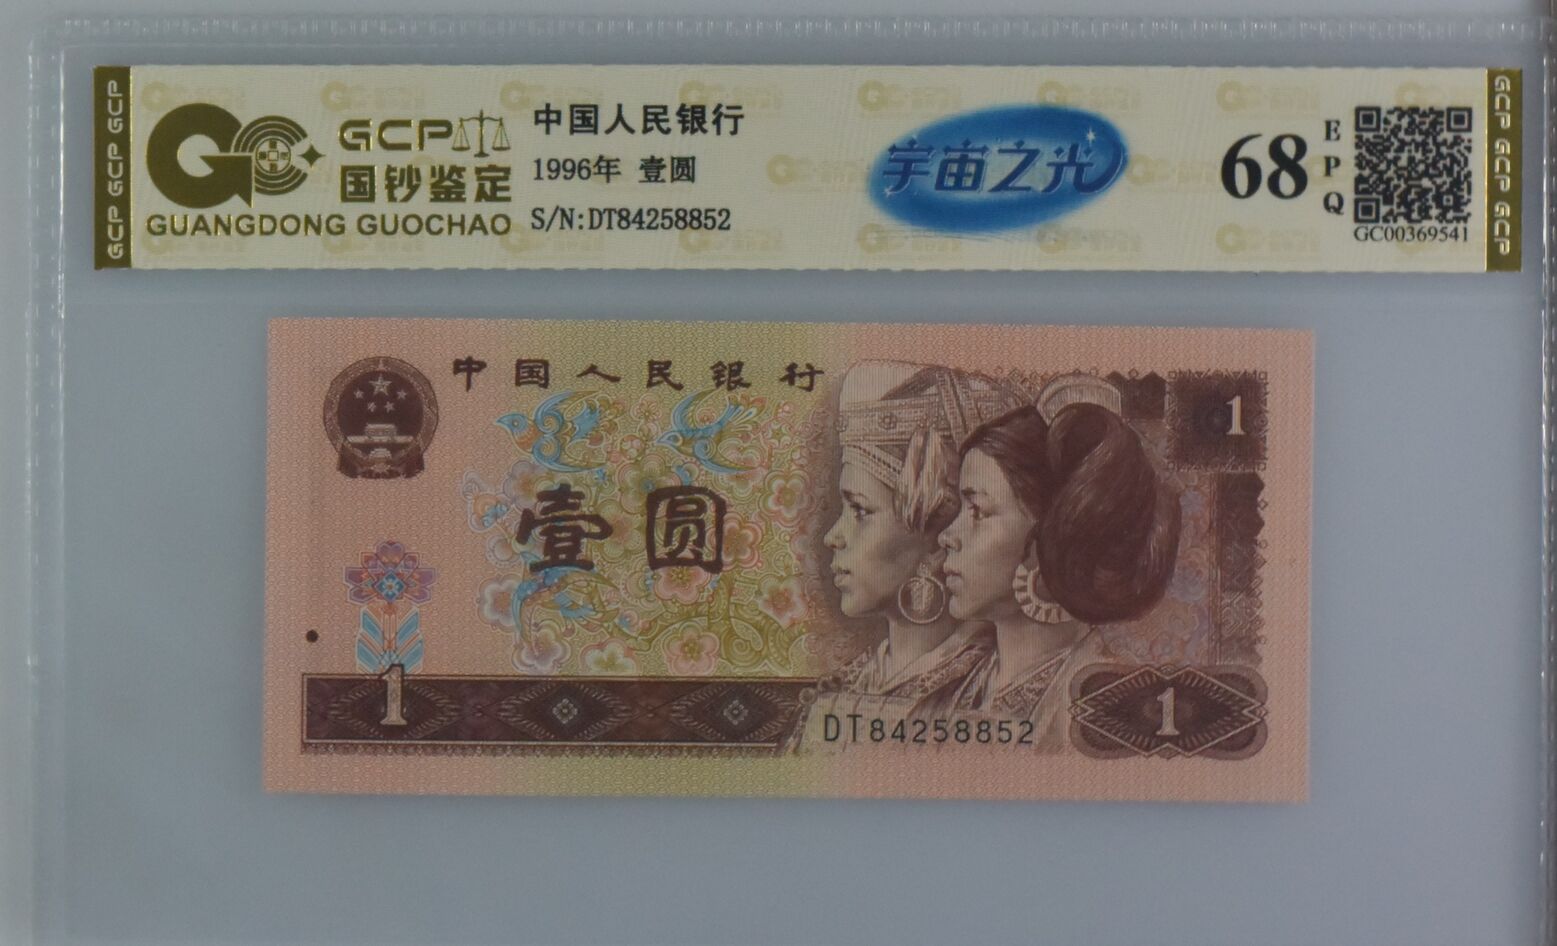 GCP GCP GCP
GCP
国钞鉴定
GUANGDONG GUOCHAO
中国人民银行
1996年 壹圆
S/N:DT84258852
宇宙之光
68
EPQ
GC00369541
GCP GCP GCP
中国人民银行
1
壹圆
1
DT84258852
1